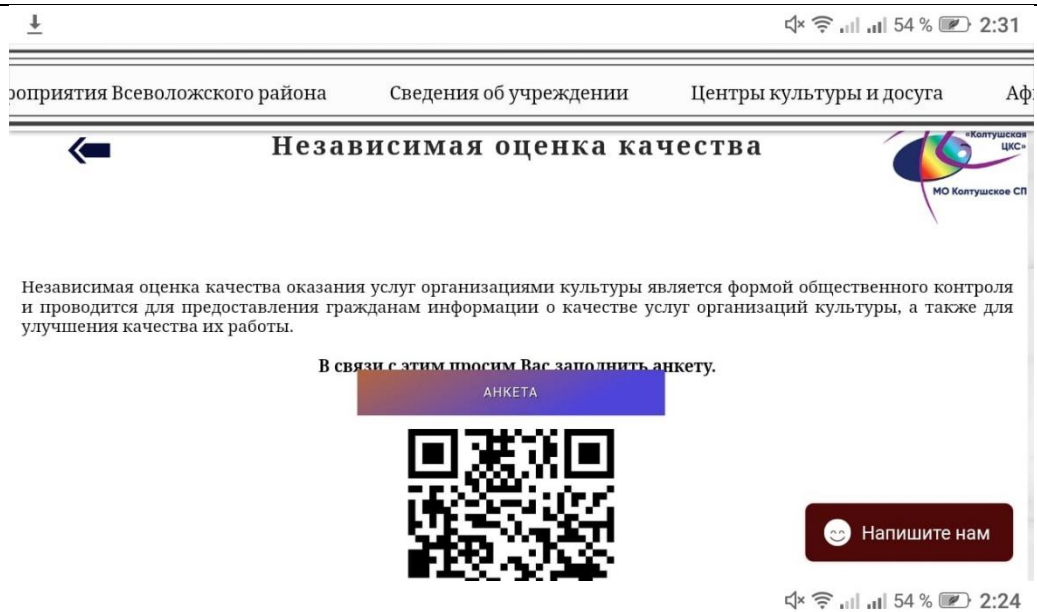 54 % 2:31
роприятия Всеволожского района Сведения об учреждении Центры культуры и досуга Аф
Независимая оценка качества
«Колтушская
ЦКС»
МО Колтушское СП
Независимая оценка качества оказания услуг организациями культуры является формой общественного контроля
и проводится для предоставления гражданам информации о качестве услуг организаций культуры, а также для
улучшения качества их работы.
В связи с этим просим Вас заполнить анкету.
АНКЕТА
Напишите нам
54 % 2:24